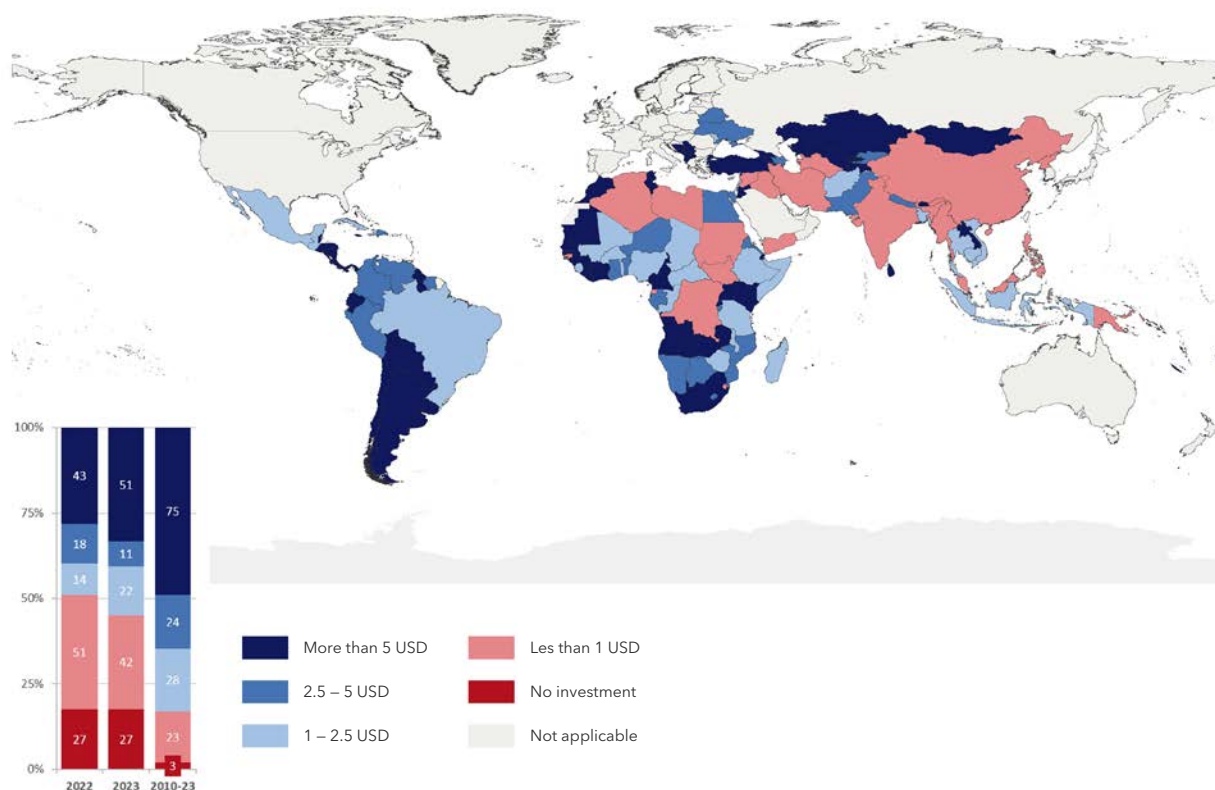 100%
43
51
75
75%
18
11
14
22
24
50%
51
42
28
25%
23
27
27
3
0%
2022 2023 2010-23
More than 5 USD
Less than 1 USD
2.5 – 5 USD
No investment
1 – 2.5 USD
Not applicable